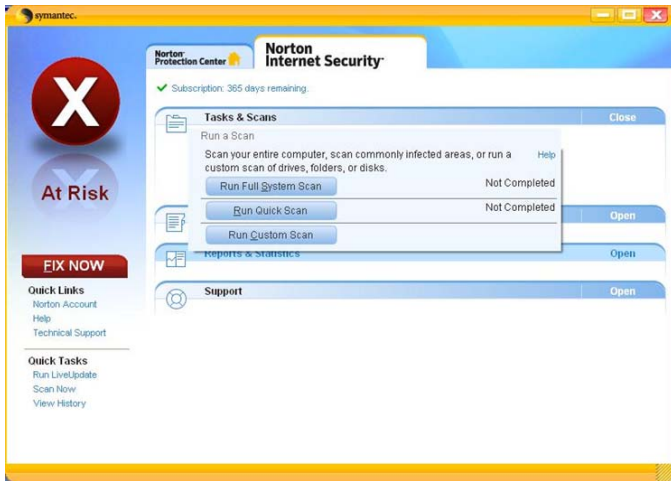 symantec.
Norton
Protection Center
Norton
Internet Security
Subscription: 365 days remaining.
X
At Risk
FIX NOW
Quick Links
Norton Account
Help
Technical Support
Quick Tasks
Run LiveUpdate
Scan Now
View History
Tasks & Scans
Close
Run a Scan
Scan your entire computer, scan commonly infected areas, or run a
custom scan of drives, folders, or disks.
Help
Run Full System Scan
Not Completed
Run Quick Scan
Not Completed
Run Custom Scan
Open
Reports & Statistics
Open
Support
Open